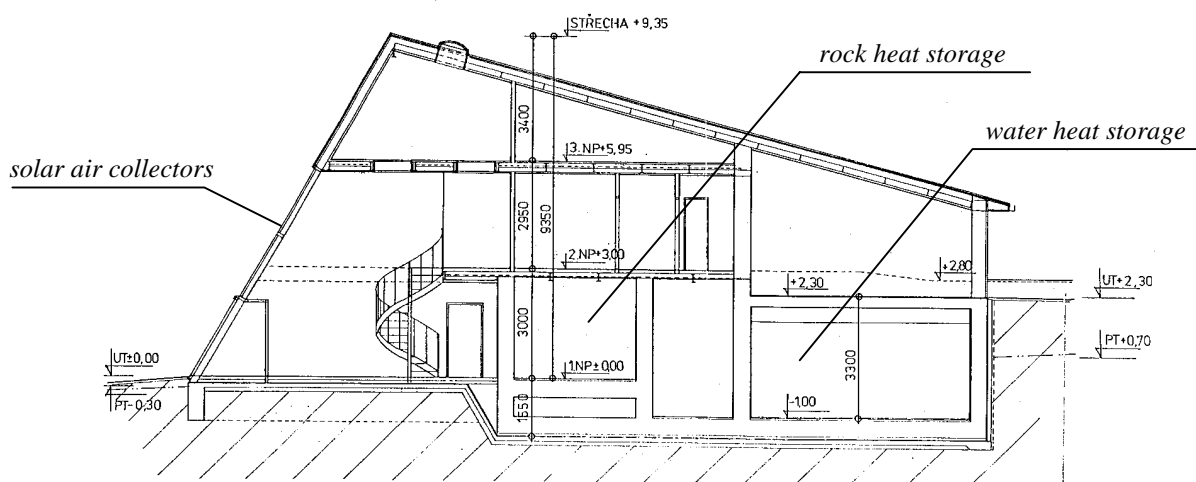 STŘECHA +9,35
rock heat storage
water heat storage
3400
3. NP+5,95
solar air collectors
2950
9350
2.NP+3,00
+2,80
+2,30
UT+2,30
3000
PT+0,70
UT±0,00
1.NP±0,00
3300
PT-0,30
1550
-1,00